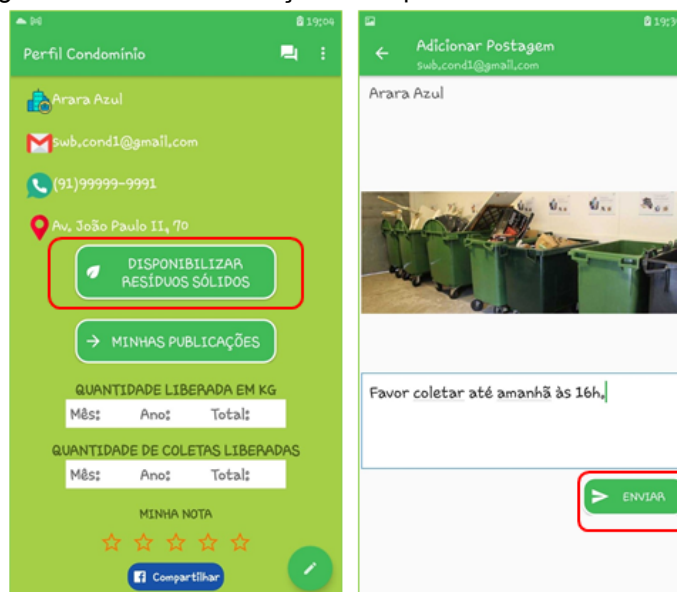 19:04
Perfil Condomínio
Arara Azul
swb.cond1@gmail.com
(91)99999-9991
Av. João Paulo II, 70
DISPONIBILIZAR
RESÍDUOS SÓLIDOS
MINHAS PUBLICAÇÕES
QUANTIDADE LIBERADA EM KG
Mês: Ano: Total:
QUANTIDADE DE COLETAS LIBERADAS
Mês: Ano: Total:
MINHA NOTA
Compartilhar
Adicionar Postagem
swb.cond1@gmail.com
Arara Azul
Favor coletar até amanhã às 16h.
ENVIAR